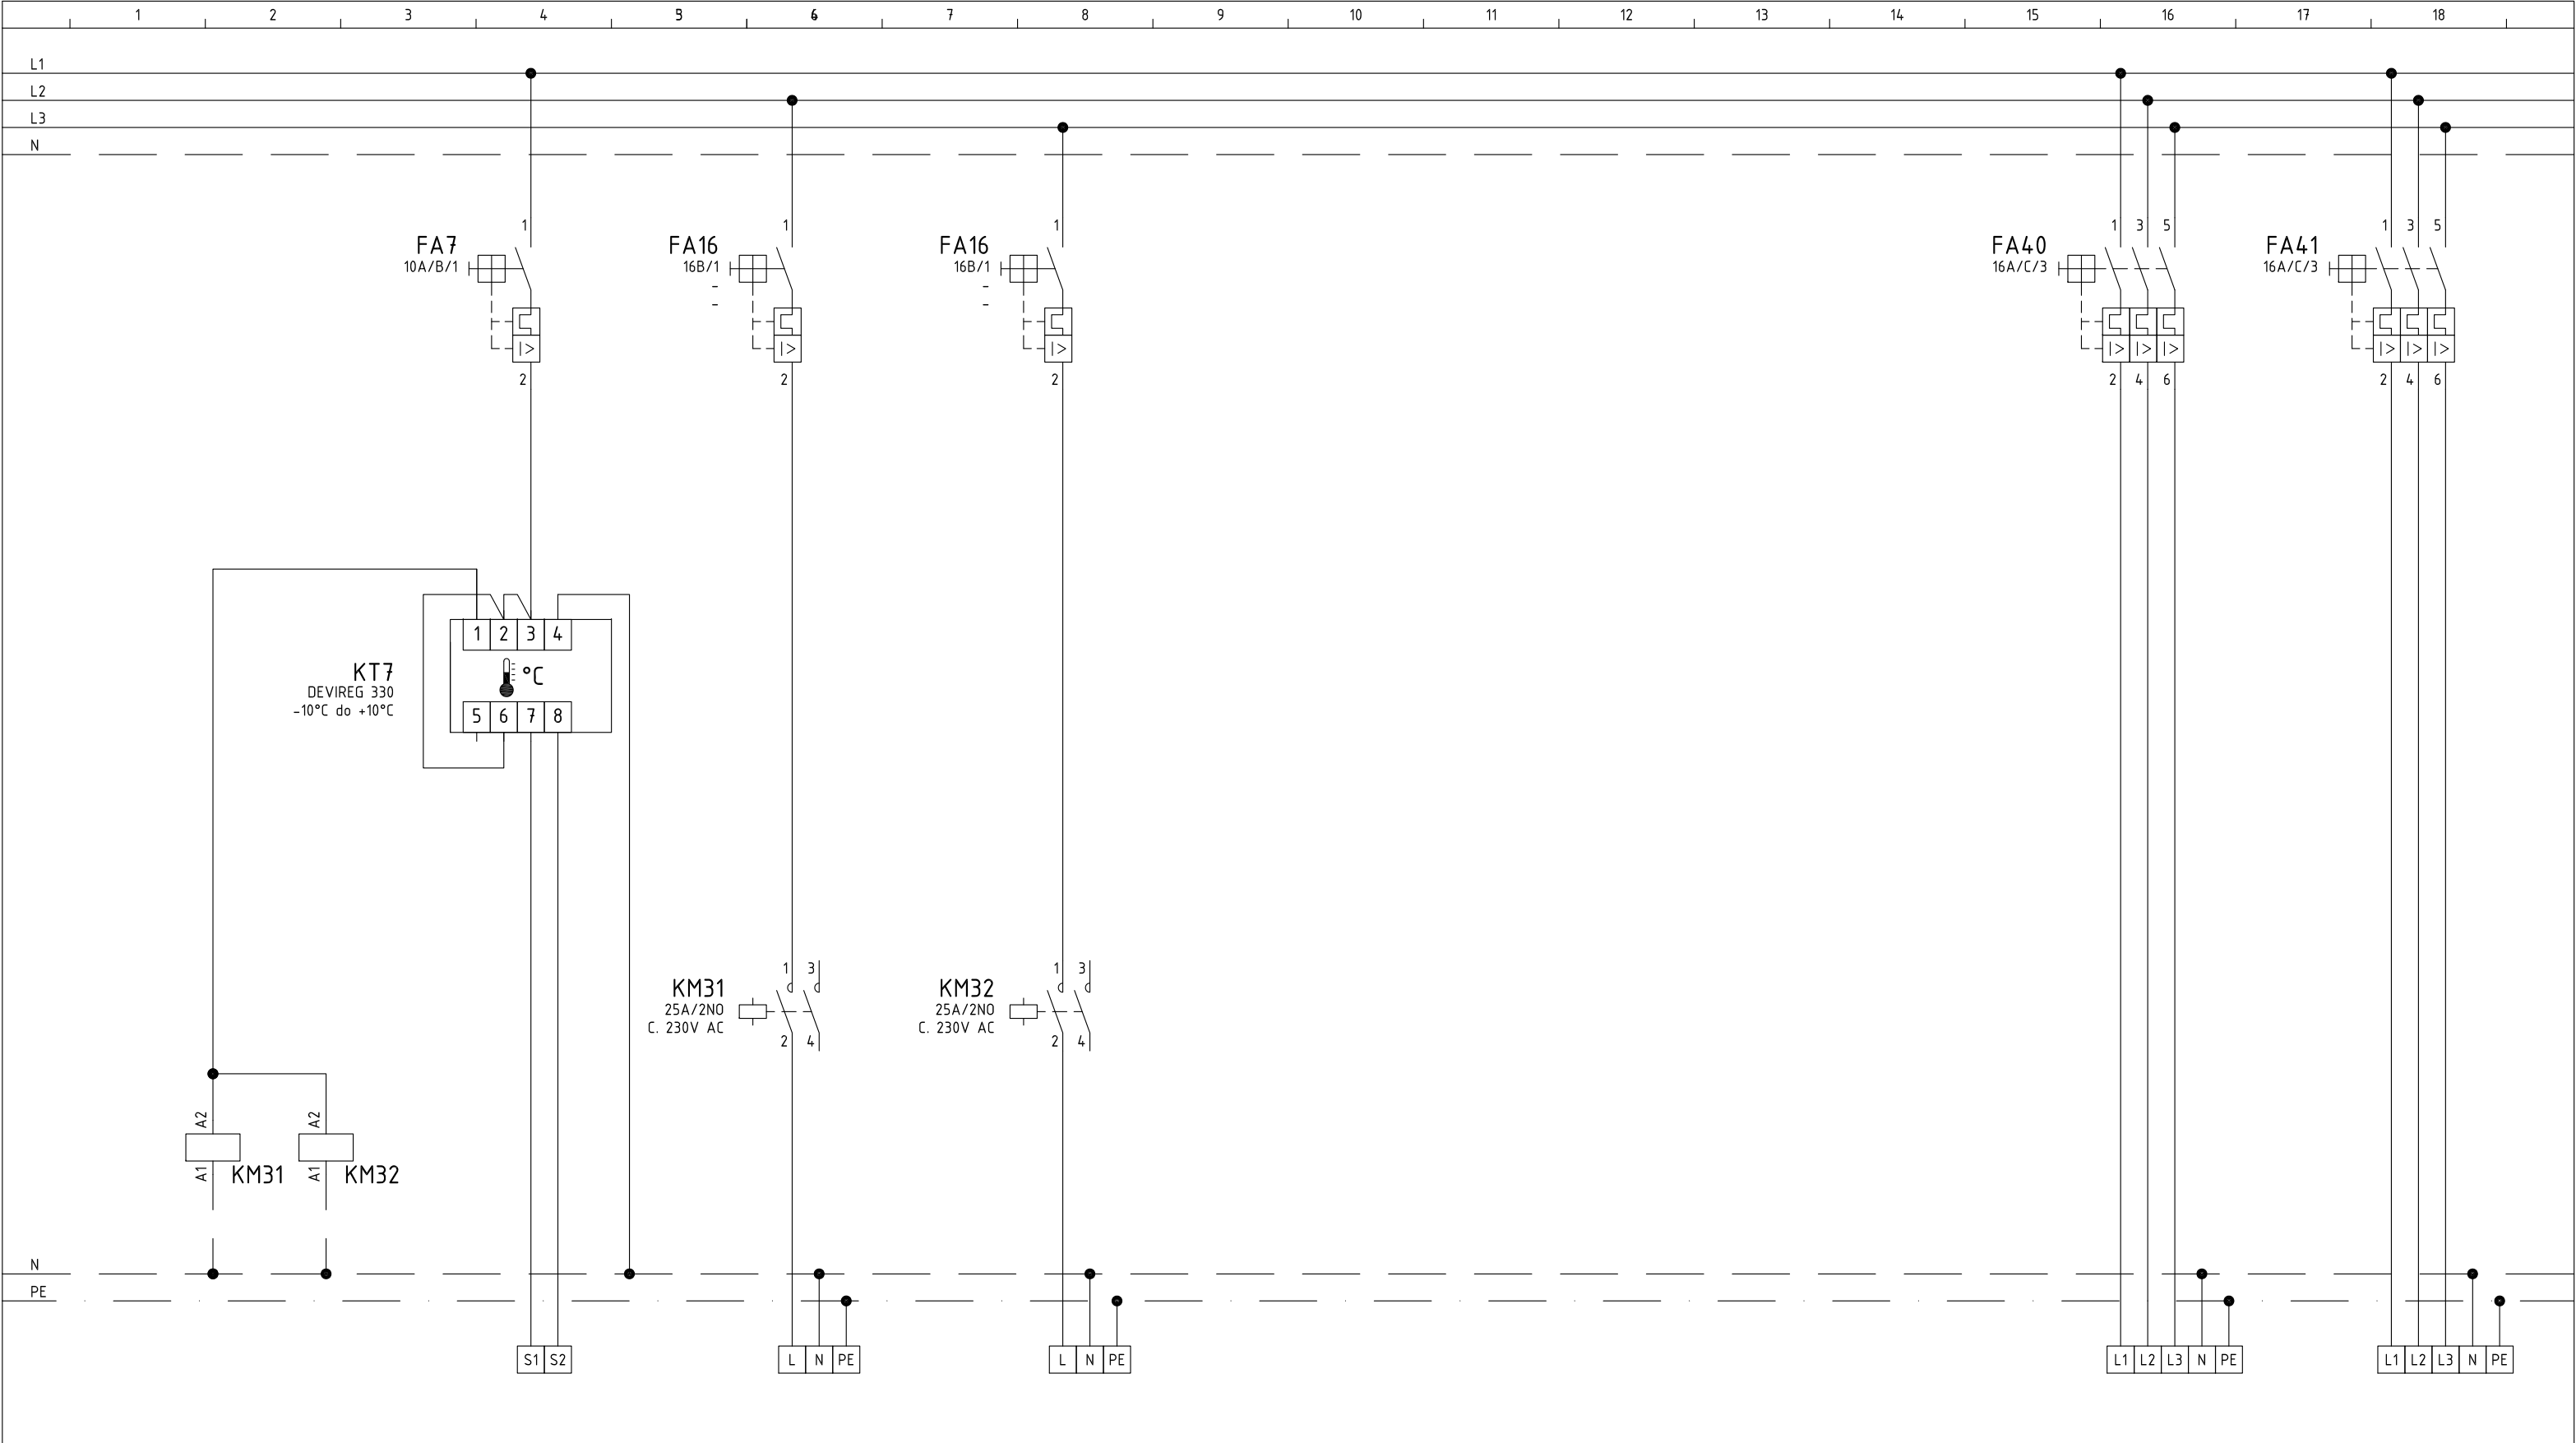 1 2 3 4 5 6 7 8 9 10 11 12 13 14 15 16 17 18
L1
L2
L3
N
1 1 1 1 3 5 1 3 5
FA7 FA16 FA16 FA40 FA41
10A/B/1 16B/1 16B/1 16A/C/3 16A/C/3
- -
- -
I> I> I> I> I> I> I> I> I>
2 2 2 2 4 6 2 4 6
1 2 3 4
KT7 °C
DEVIREG 330
-10°C do +10°C
5 6 7 8
1 3 1 3
KM31 KM32
25A/2NO 25A/2NO
C. 230V AC C. 230V AC
2 4 2 4
A2 A2
A1 KM31 A1 KM32
N
PE
S1 S2 L N PE L N PE L1 L2 L3 N PE L1 L2 L3 N PE